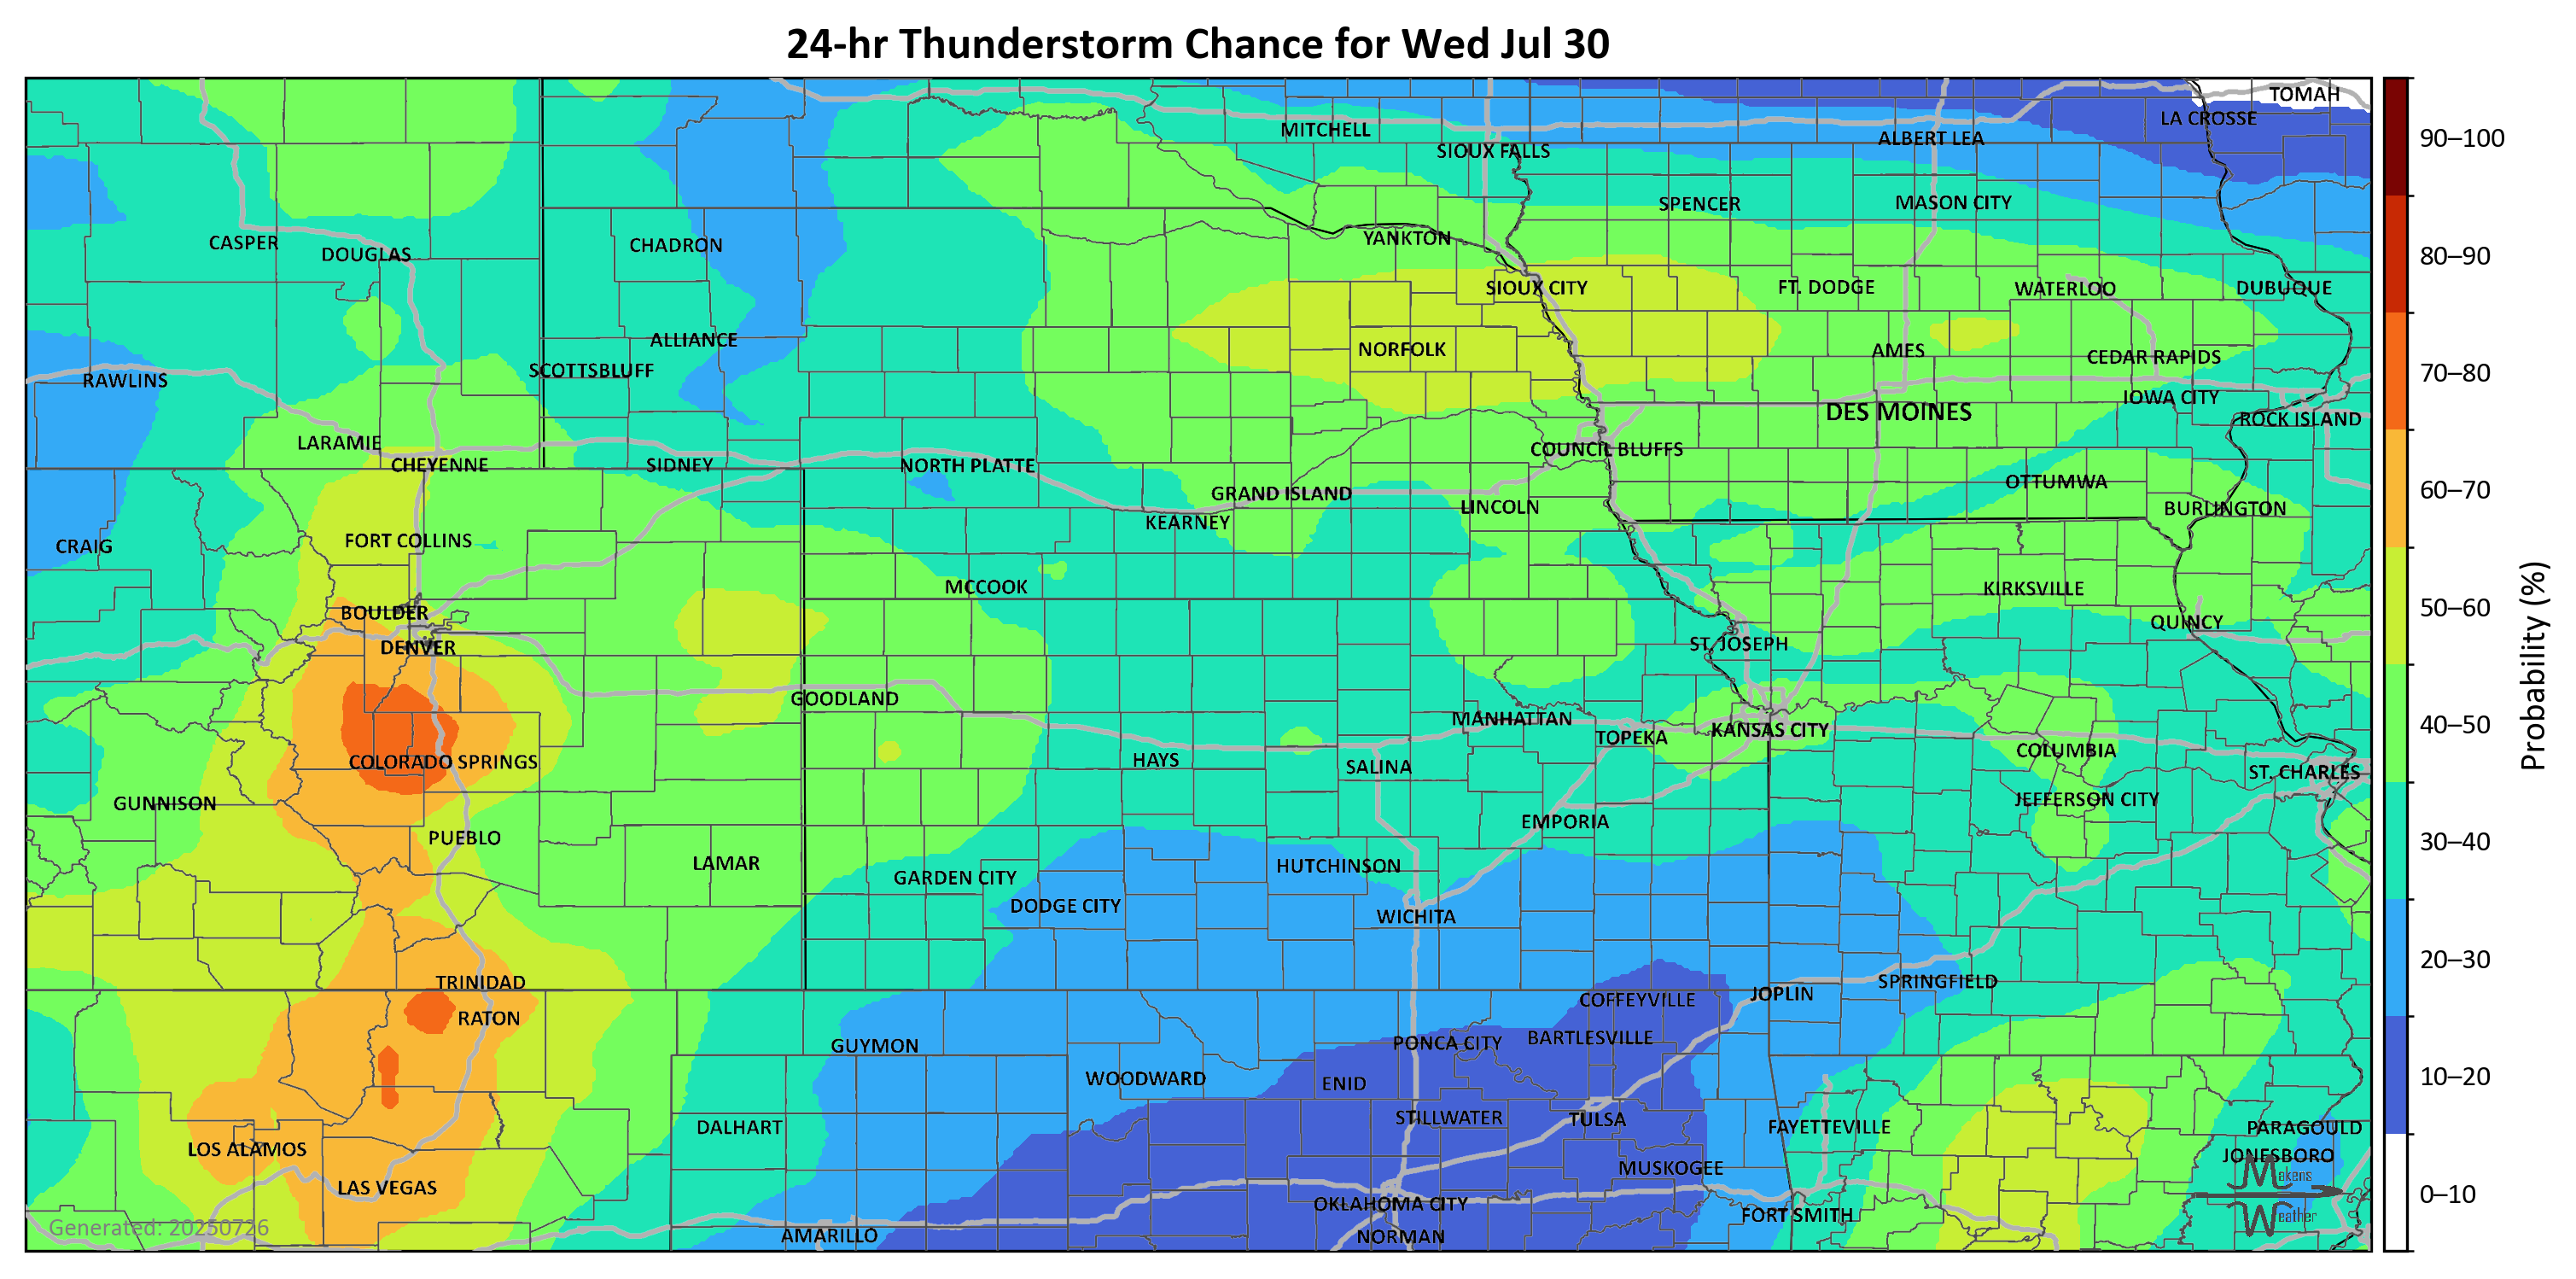 24-hr Thunderstorm Chance for Wed Jul 30
TOMAH
LA CROSSE
MITCHELL
ALBERT LEA
SIOUX FALLS
SPENCER
MASON CITY
CASPER
DOUGLAS
CHADRON
YANKTON
SIOUX CITY
FT. DODGE
WATERLOO
DUBUQUE
ALLIANCE
NORFOLK
AMES
CEDAR RAPIDS
RAWLINS
SCOTTSBLUFF
IOWA CITY
DES MOINES
ROCK ISLAND
LARAMIE
COUNCIL BLUFFS
CHEYENNE
SIDNEY
NORTH PLATTE
OTTUMWA
GRAND ISLAND
LINCOLN
BURLINGTON
KEARNEY
CRAIG
FORT COLLINS
MCCOOK
KIRKSVILLE
BOULDER
QUINCY
DENVER
ST. JOSEPH
GOODLAND
MANHATTAN
KANSAS CITY
TOPEKA
COLUMBIA
COLORADO SPRINGS
HAYS
SALINA
ST. CHARLES
GUNNISON
JEFFERSON CITY
EMPORIA
PUEBLO
LAMAR
HUTCHINSON
GARDEN CITY
DODGE CITY
WICHITA
TRINIDAD
SPRINGFIELD
JOPLIN
COFFEYVILLE
RATON
BARTLESVILLE
PONCA CITY
GUYMON
WOODWARD
ENID
STILLWATER
TULSA
DALHART
FAYETTEVILLE
PARAGOULD
LOS ALAMOS
JONESBORO
MUSKOGEE
LAS VEGAS
OKLAHOMA CITY
FORT SMITH
AMARILLO
NORMAN
Generated: 20250726
Makens
Weather
90–100
80–90
70–80
60–70
50–60
40–50
30–40
20–30
10–20
0–10
Probability (%)